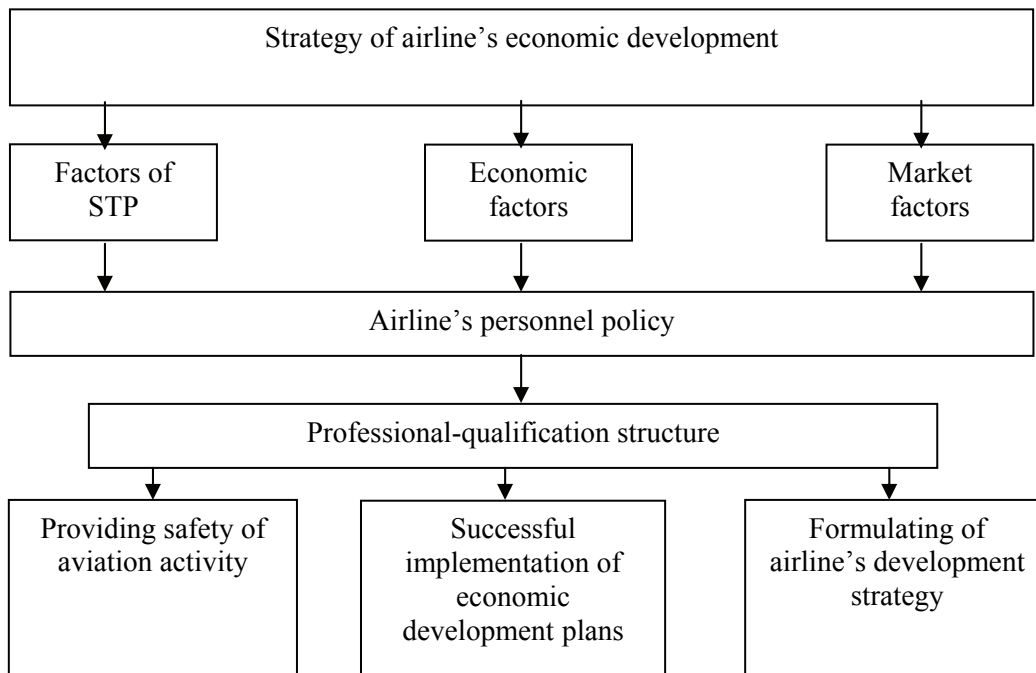 Strategy of airline’s economic development
Factors of
STP
Economic
factors
Market
factors
Airline’s personnel policy
Professional-qualification structure
Providing safety of
aviation activity
Successful
implementation of
economic
development plans
Formulating of
airline’s development
strategy